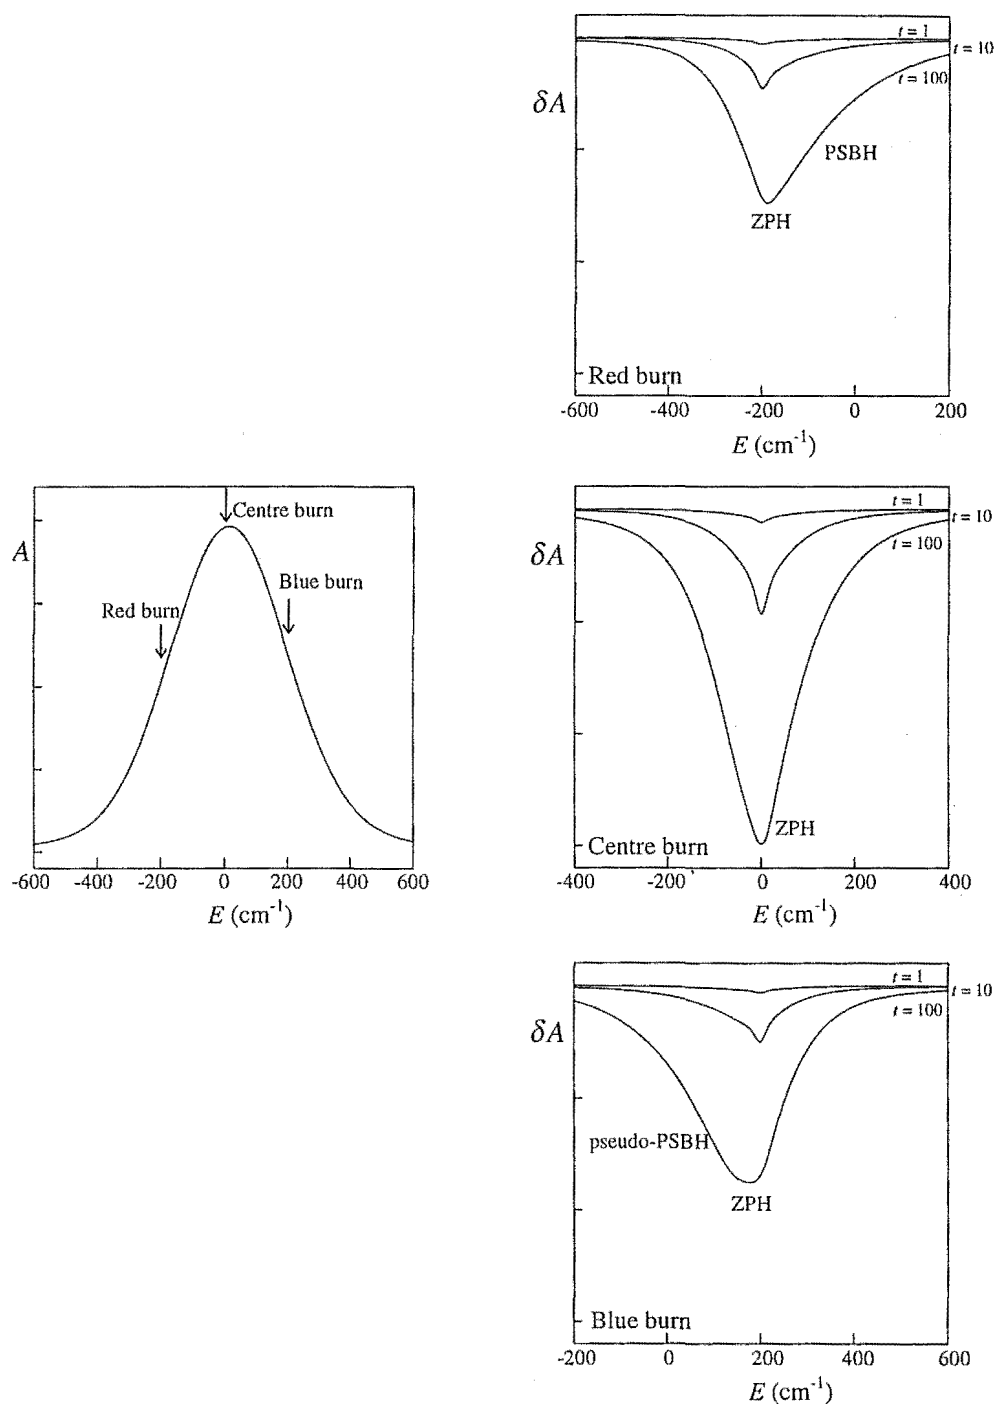 t = 1
t = 10
t = 100
δA
PSBH
ZPH
Red burn
-600 -400 -200 0 200
E (cm-1)
A
Centre burn
Blue burn
Red burn
-600 -400 -200 0 200 400 600
E (cm-1)
t = 1
t = 10
t = 100
δA
ZPH
Centre burn
-400 -200 0 200 400
E (cm-1)
t = 1
t = 10
t = 100
δA
pseudo-PSBH
ZPH
Blue burn
-200 0 200 400 600
E (cm-1)